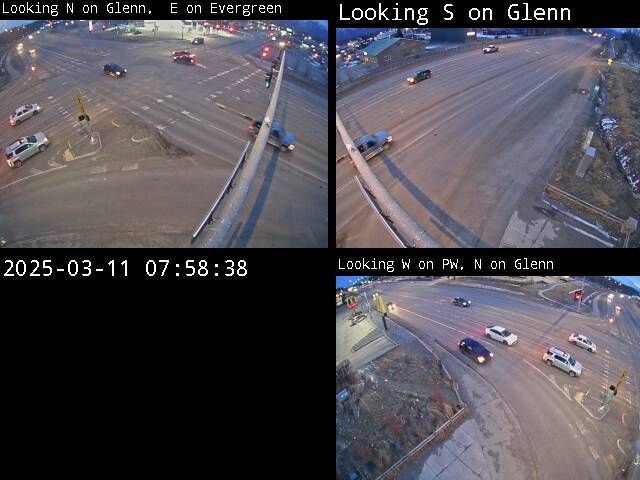 Looking N on Glenn,  E on Evergreen
Looking S on Glenn
2025-03-11 07:58:38
Looking W on PW, N on Glenn